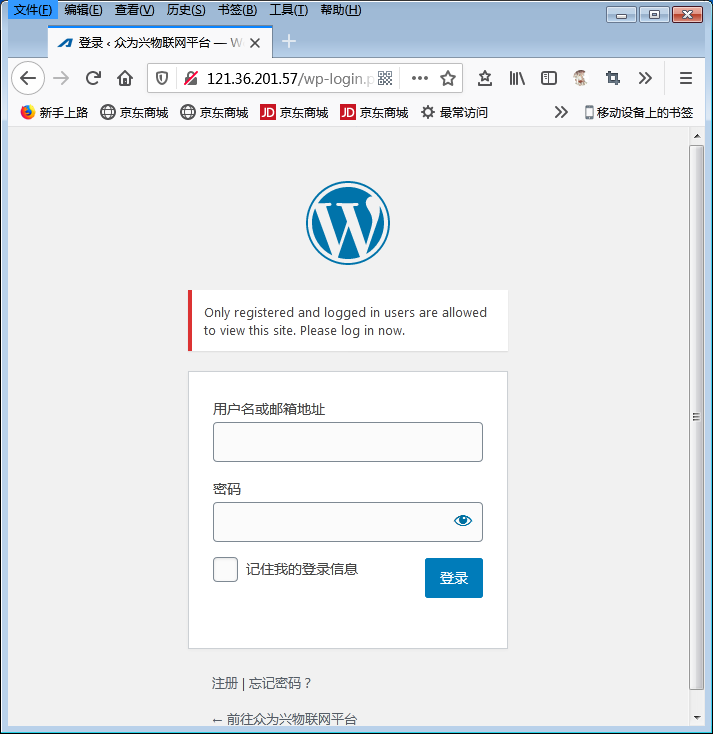 文件(F) 编辑(E) 查看(V) 历史(S) 书签(B) 工具(T) 帮助(H)
登录 ‹ 众为兴物联网平台 — W
121.36.201.57/wp-login.p
新手上路 京东商城 京东商城 JD 京东商城 JD 京东商城 最常访问 移动设备上的书签
Only registered and logged in users are allowed
to view this site. Please log in now.
用户名或邮箱地址
密码
记住我的登录信息
登录
注册 | 忘记密码？
← 前往众为兴物联网平台